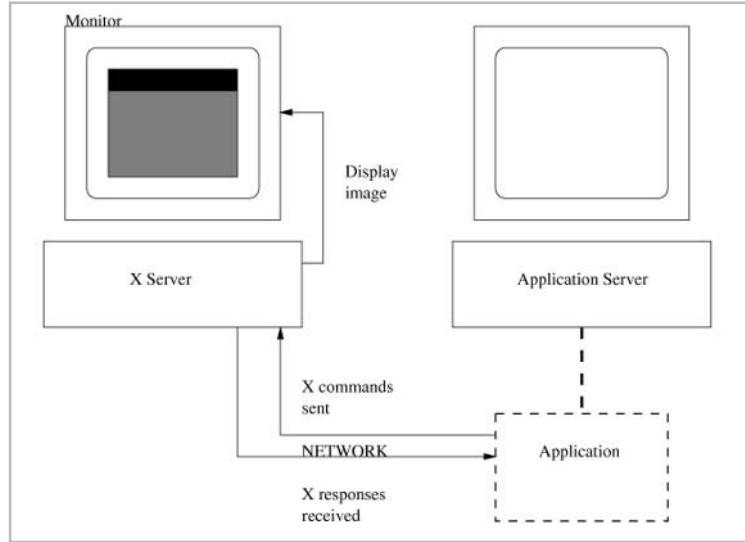 Monitor
Display
image
X Server
Application Server
X commands
sent
NETWORK
Application
X responses
received